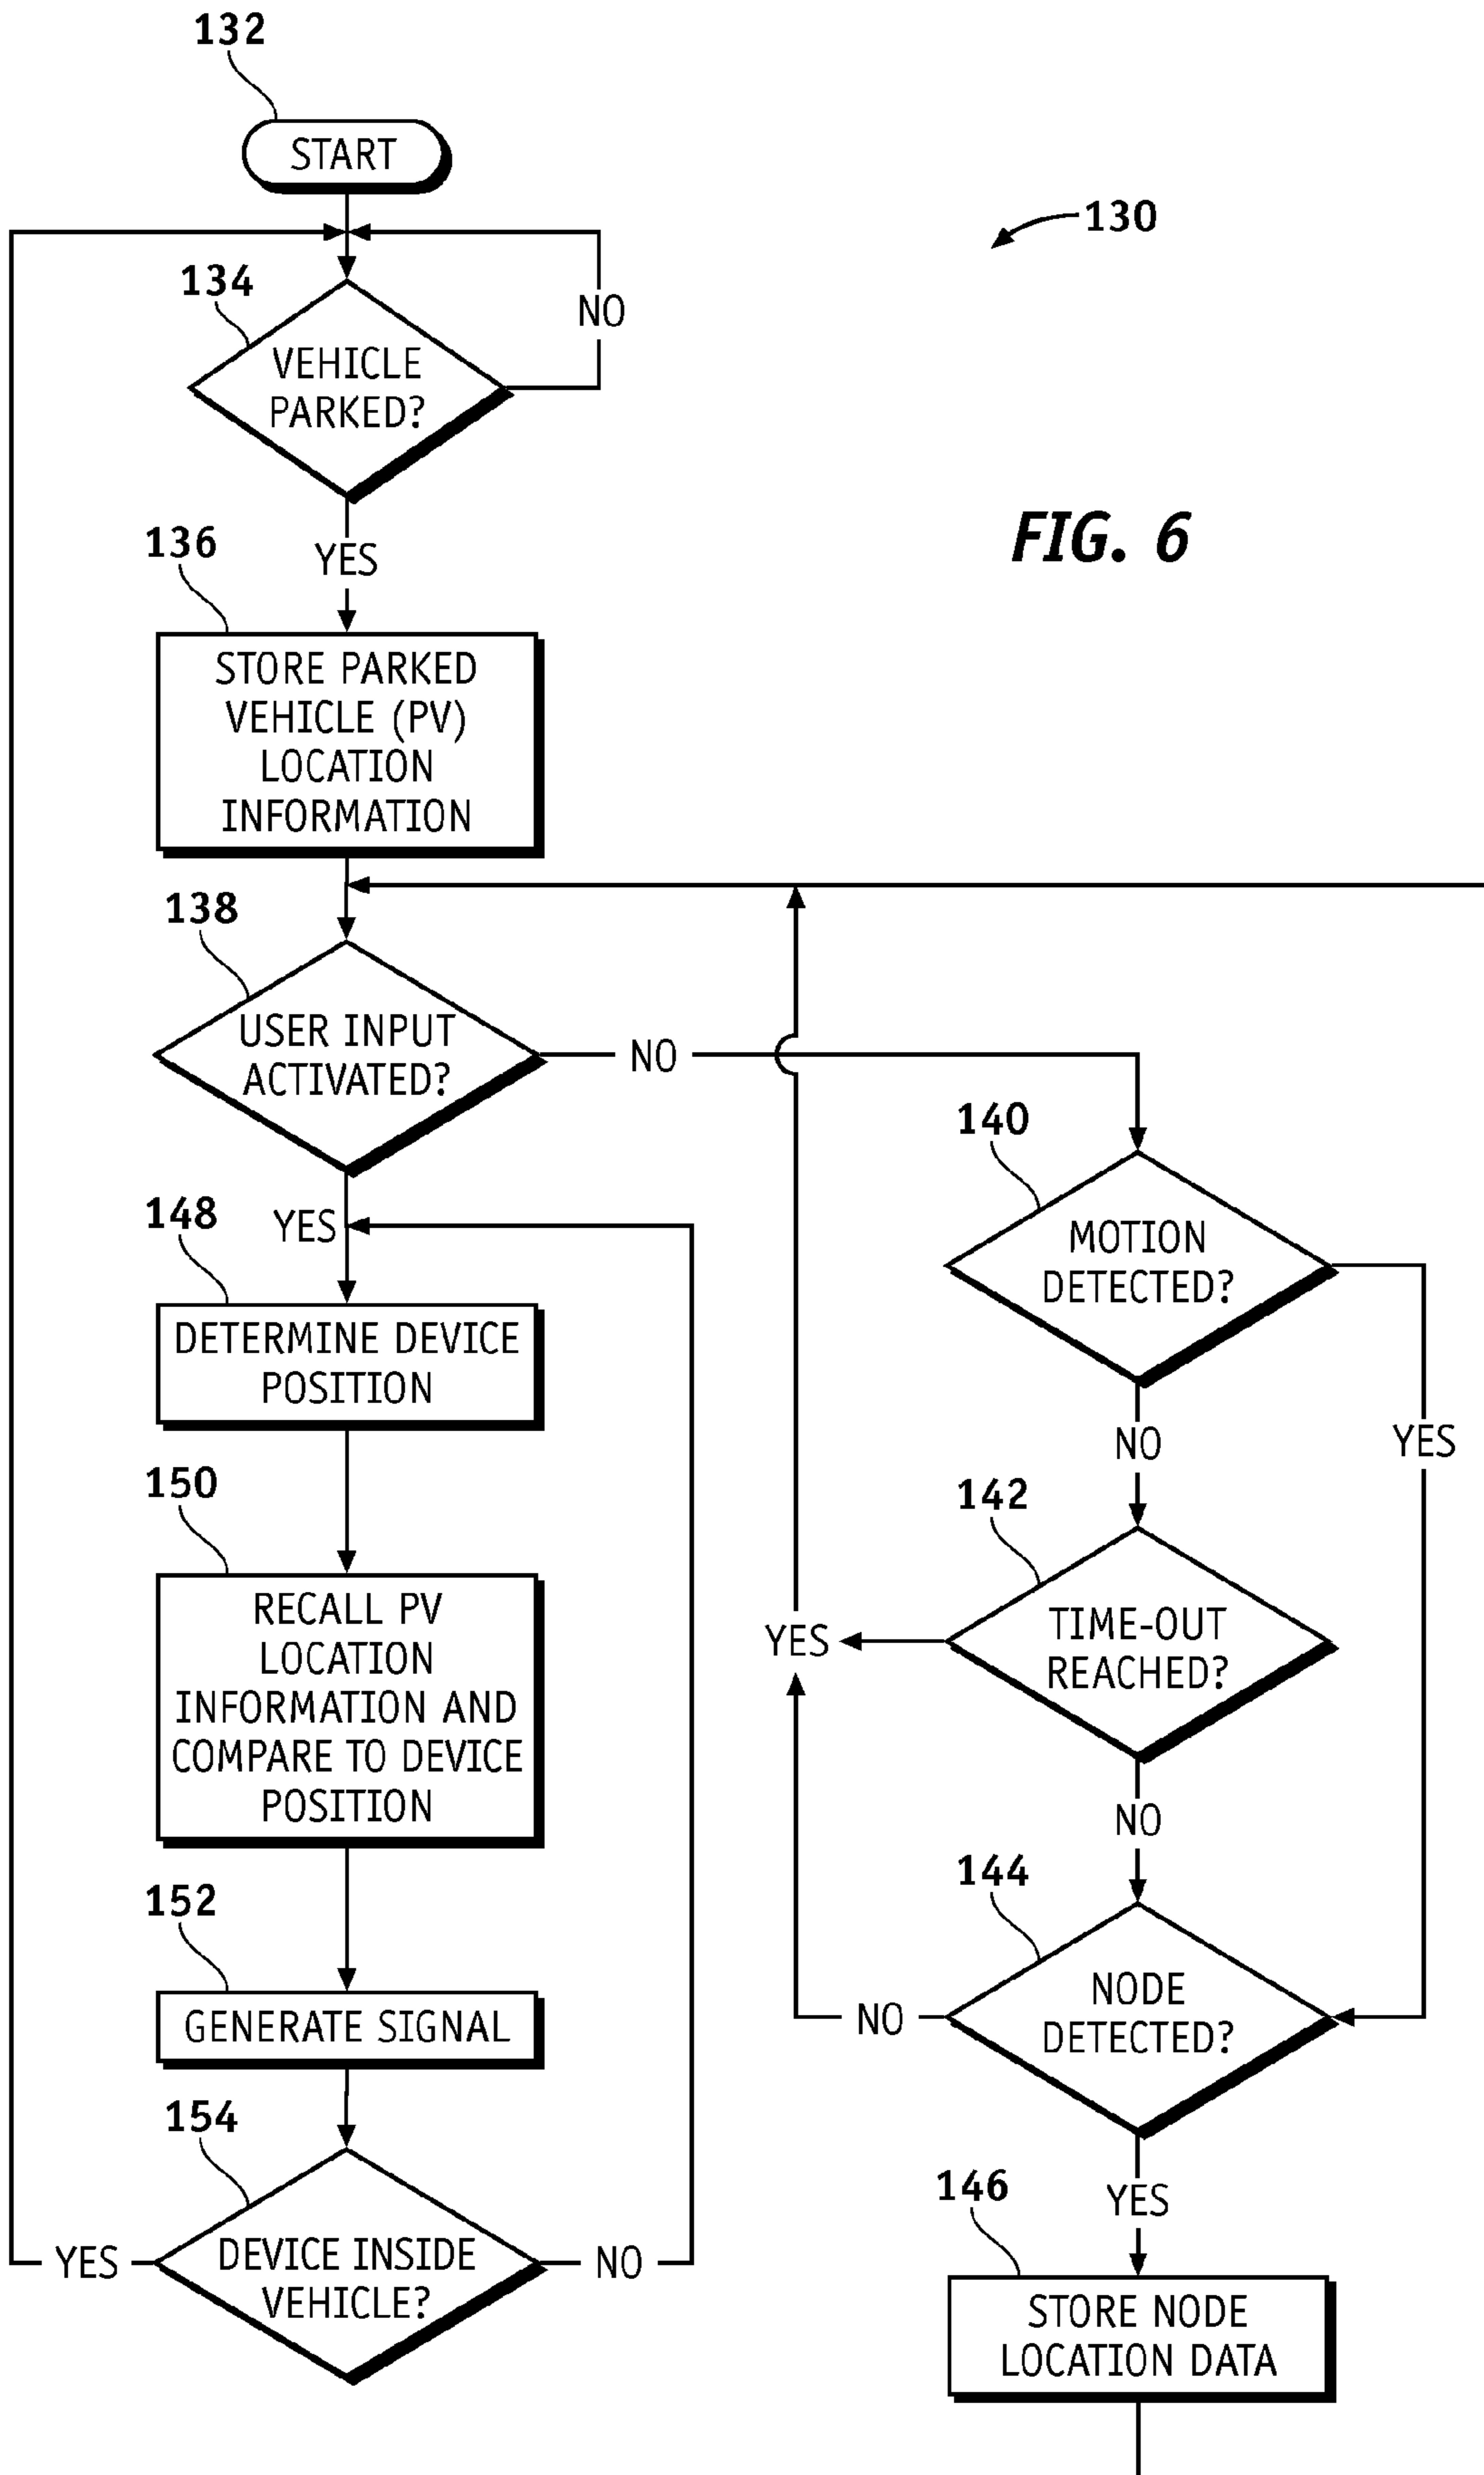 132
START
130
134
NO
VEHICLE
PARKED?
FIG. 6
136
YES
STORE PARKED
VEHICLE (PV)
LOCATION
INFORMATION
138
USER INPUT
ACTIVATED?
NO
140
MOTION
DETECTED?
148
YES
DETERMINE DEVICE
POSITION
NO
YES
150
142
RECALL PV
LOCATION
INFORMATION AND
COMPARE TO DEVICE
POSITION
YES
TIME-OUT
REACHED?
NO
152
144
GENERATE SIGNAL
NO
NODE
DETECTED?
154
YES
146
YES
DEVICE INSIDE
VEHICLE?
NO
STORE NODE
LOCATION DATA